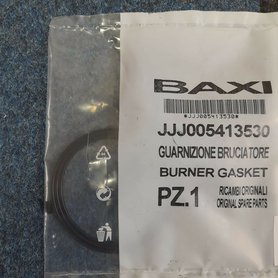 BAXI
*JJJ005413530*
JJJ005413530
GUARNIZIONE BRUCIATORE
BURNER GASKET
PZ.1 RICAMBI ORIGINALI
ORIGINAL SPARE PARTS